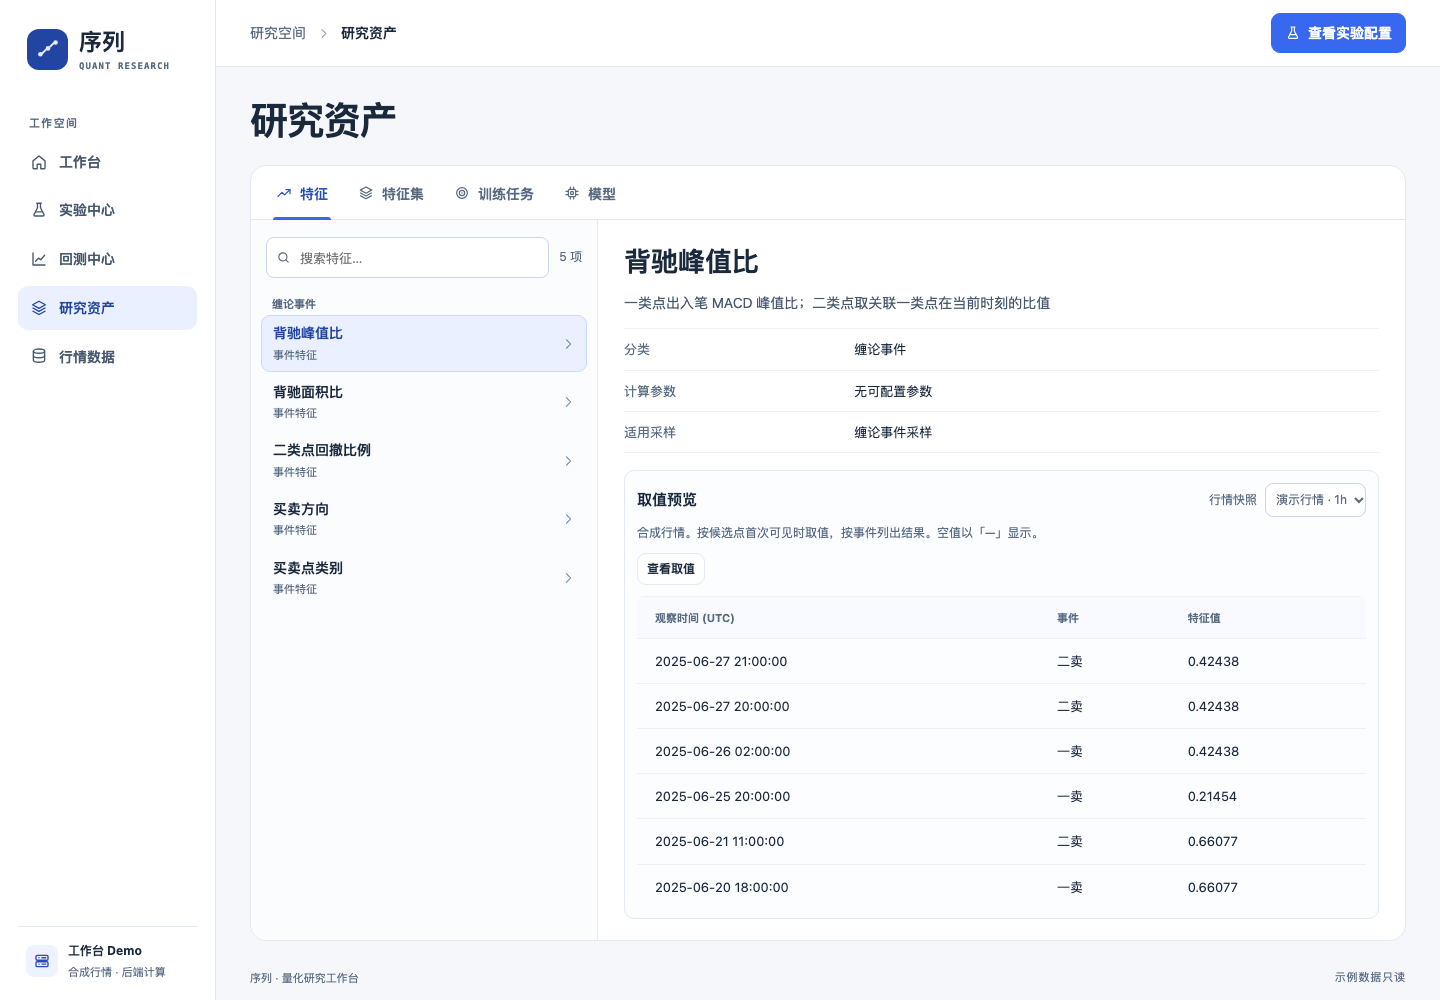 序列
QUANT RESEARCH
工作空间
工作台
实验中心
回测中心
研究资产
行情数据
工作台 Demo
合成行情 · 后端计算
研究空间 > 研究资产
查看实验配置
研究资产
特征 特征集 训练任务 模型
搜索特征... 5 项
缠论事件
背驰峰值比
事件特征
背驰面积比
事件特征
二类点回撤比例
事件特征
买卖方向
事件特征
买卖点类别
事件特征
背驰峰值比
一类点出入笔 MACD 峰值比；二类点取关联一类点在当前时刻的比值
分类 缠论事件
计算参数 无可配置参数
适用采样 缠论事件采样
取值预览 行情快照 演示行情 · 1h
合成行情。按候选点首次可见时取值，按事件列出结果。空值以「—」显示。
查看取值
观察时间 (UTC) 事件 特征值
2025-06-27 21:00:00 二卖 0.42438
2025-06-27 20:00:00 二卖 0.42438
2025-06-26 02:00:00 一卖 0.42438
2025-06-25 20:00:00 一卖 0.21454
2025-06-21 11:00:00 二卖 0.66077
2025-06-20 18:00:00 一卖 0.66077
序列 · 量化研究工作台
示例数据只读